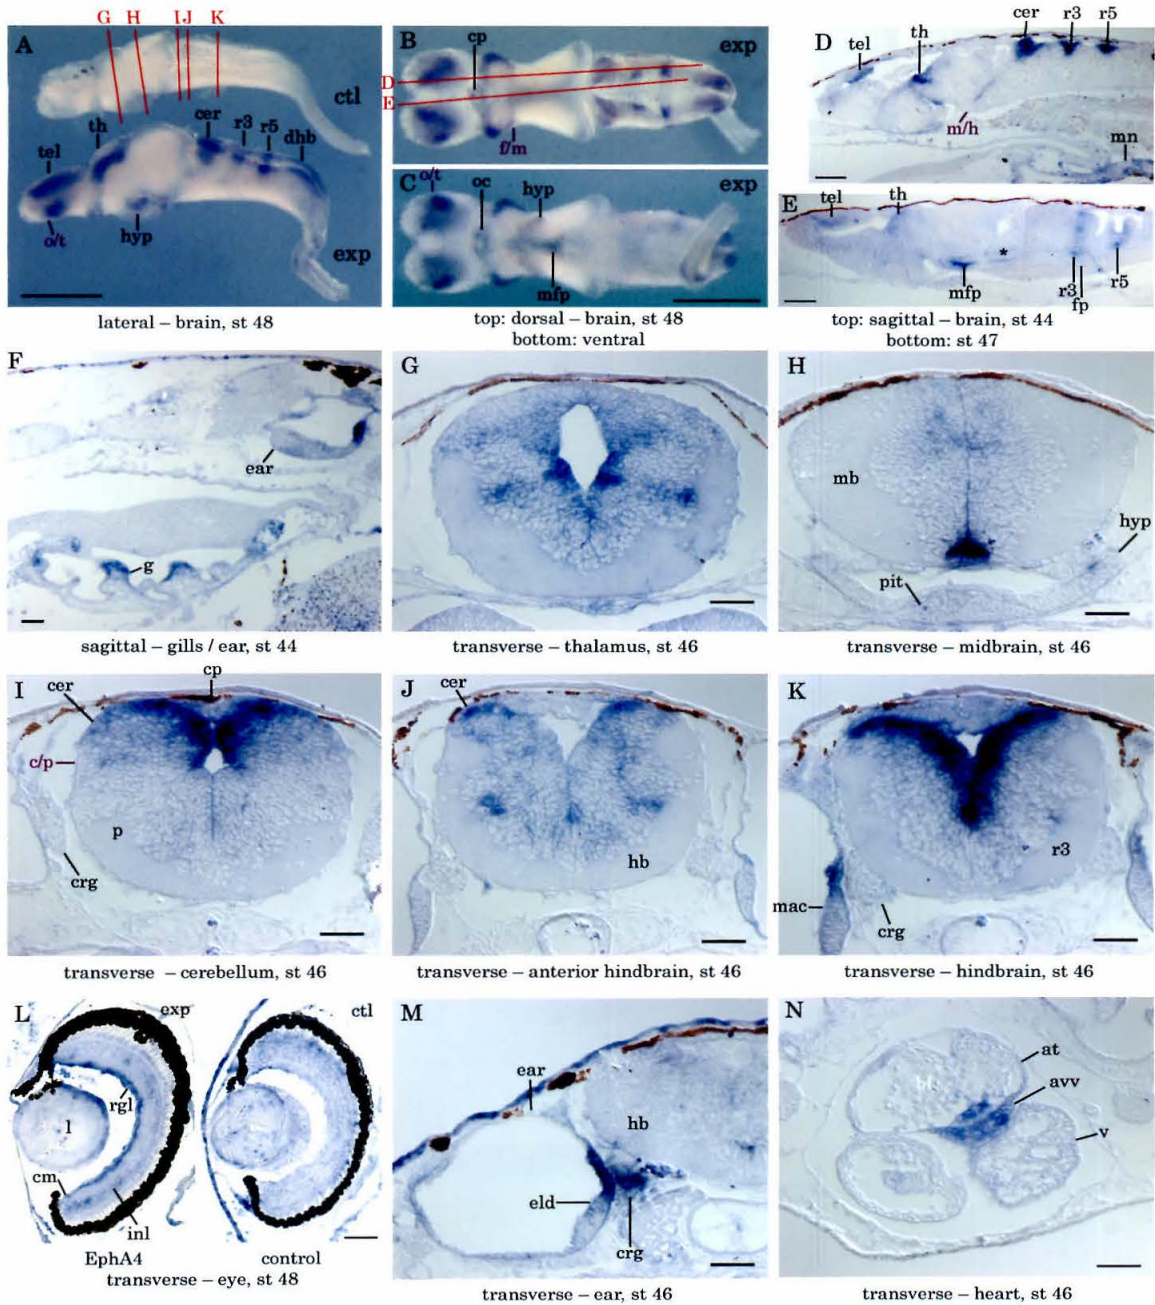 G H I J K
A
ctl
th cer r3 r5 dhb
tel
o/t hyp
exp
lateral – brain, st 48
B cp exp
D
E
f/m
C o/t oc hyp exp
mfp
top: dorsal – brain, st 48
bottom: ventral
D tel th cer r3 r5
m/h
mn
E tel th
*
mfp r3 fp r5
top: sagittal – brain, st 44
bottom: st 47
F
ear
g
sagittal – gills / ear, st 44
G
transverse – thalamus, st 46
H
mb
hyp
pit
transverse – midbrain, st 46
I cer cp
c/p
p
crg
transverse – cerebellum, st 46
J cer
hb
transverse – anterior hindbrain, st 46
K
r3
mac
crg
transverse – hindbrain, st 46
L exp ctl
rgl
l
cm
inl
EphA4 control
transverse – eye, st 48
M
ear
hb
eld
crg
transverse – ear, st 46
N
at
bl
avv
v
transverse – heart, st 46